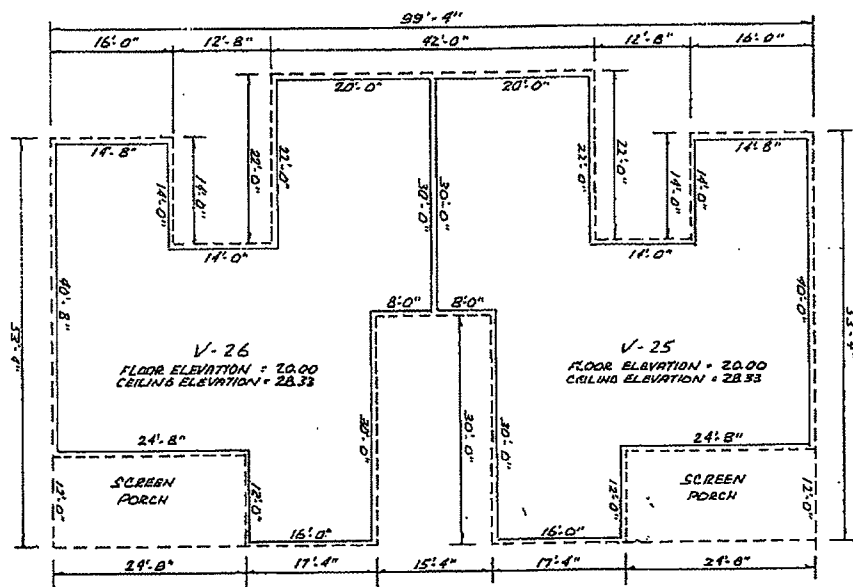 99'-4"
16'-0" 12'-8" 42'-0" 12'-8" 16'-0"
20'-0" 20'-0"
14'-8" 14'-8"
14'-0" 14'-0" 22'-0" 22'-0" 22'-0" 22'-0" 14'-0" 14'-0"
30'-0" 30'-0"
14'-0" 14'-0"
53'-4" 40'-8" 40'-0" 53'-4"
8'-0" 8'-0"
V-26
FLOOR ELEVATION = 20.00
CEILING ELEVATION = 28.33
V-25
FLOOR ELEVATION = 20.00
CEILING ELEVATION = 28.33
30'-0" 30'-0" 30'-0"
24'-8" 24'-8"
SCREEN
PORCH
SCREEN
PORCH
12'-0" 12'-0" 12'-0" 12'-0"
16'-0" 16'-0"
24'-8" 17'-4" 15'-4" 17'-4" 24'-8"